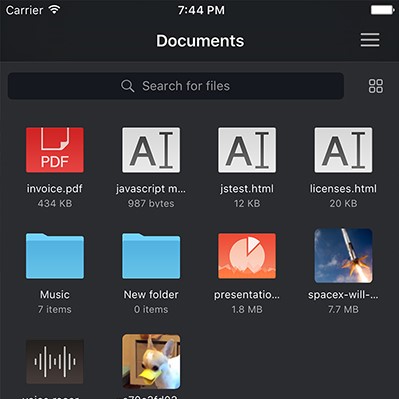 Carrier 7:44 PM
Documents
Search for files
PDF AI AI AI
invoice.pdf javascript m... jstest.html licenses.html
434 KB 987 bytes 12 KB 20 KB
Music New folder presentatio... spacex-will-...
7 items 0 items 1.8 MB 7.7 MB